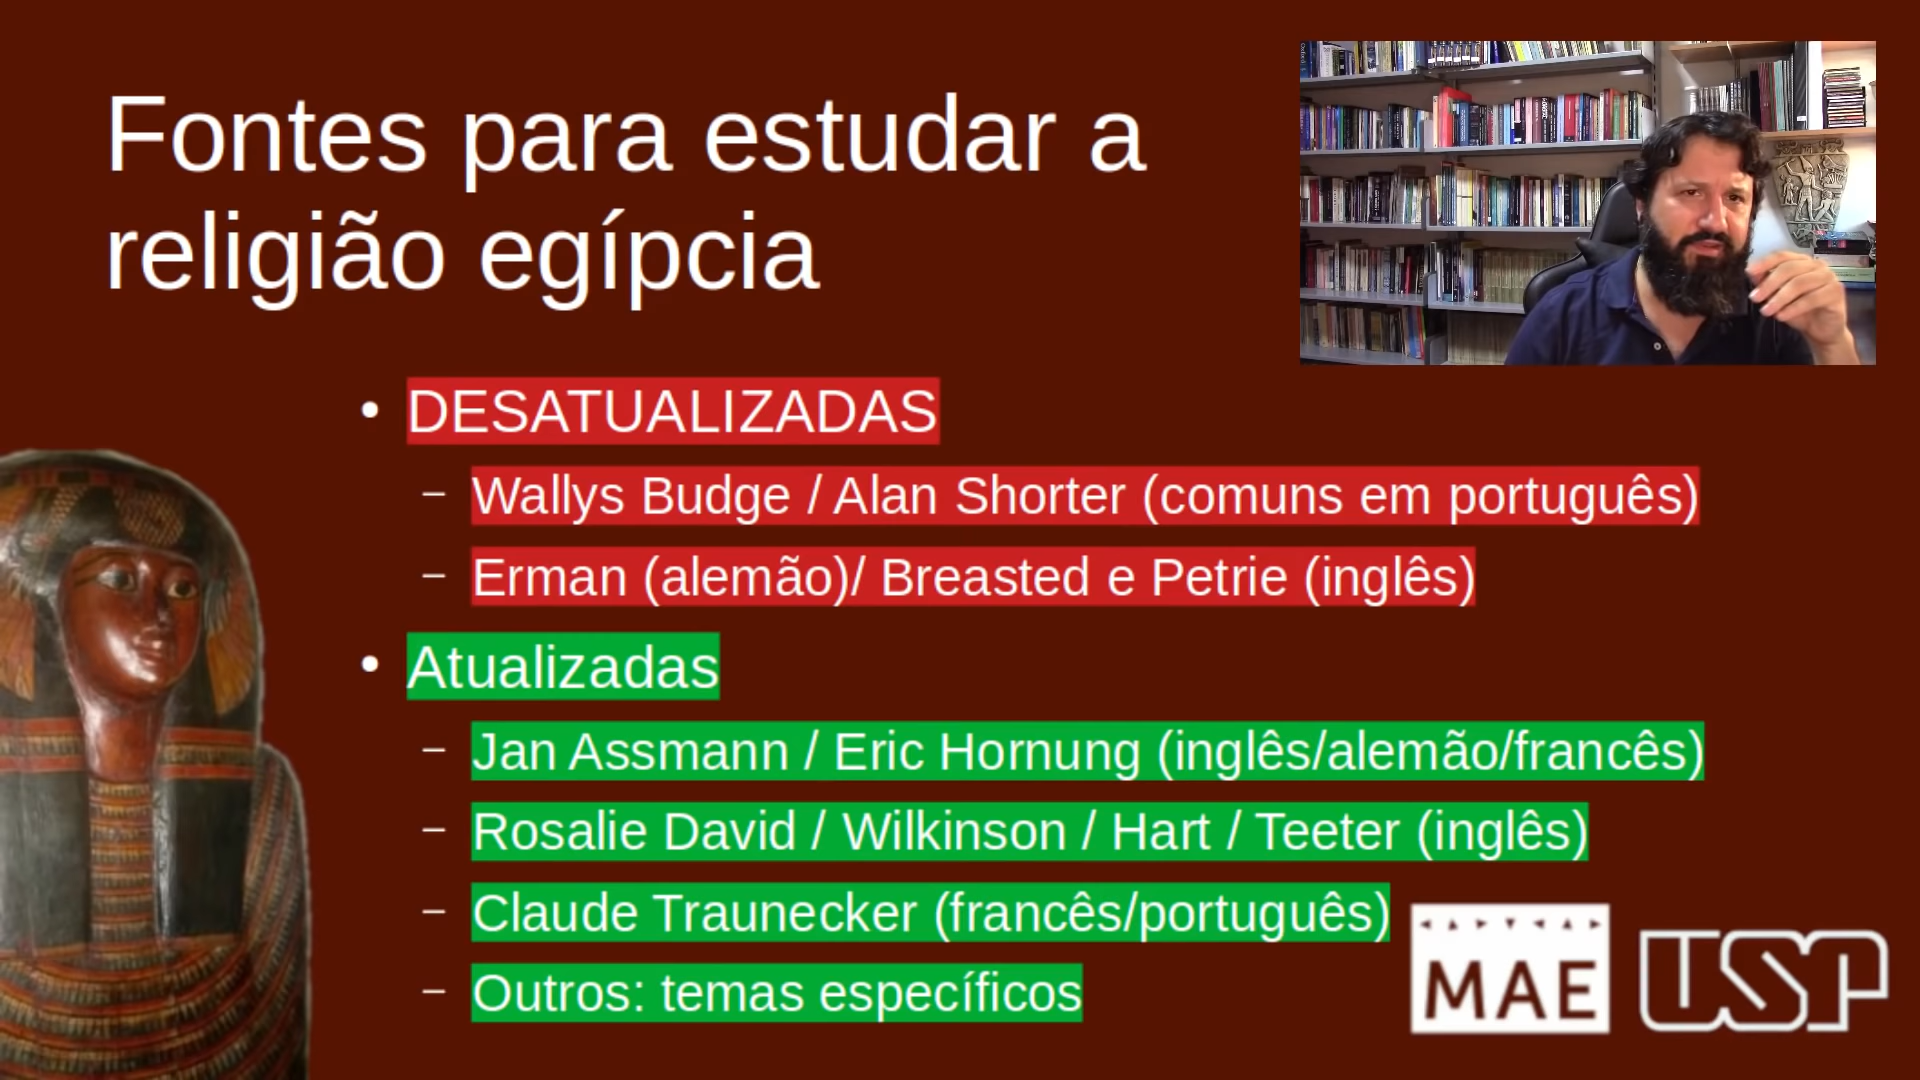 Fontes para estudar a
religião egípcia
• DESATUALIZADAS
– Wallys Budge / Alan Shorter (comuns em português)
– Erman (alemão)/ Breasted e Petrie (inglês)
• Atualizadas
– Jan Assmann / Eric Hornung (inglês/alemão/francês)
– Rosalie David / Wilkinson / Hart / Teeter (inglês)
– Claude Traunecker (francês/português)
– Outros: temas específicos
MAE
USP